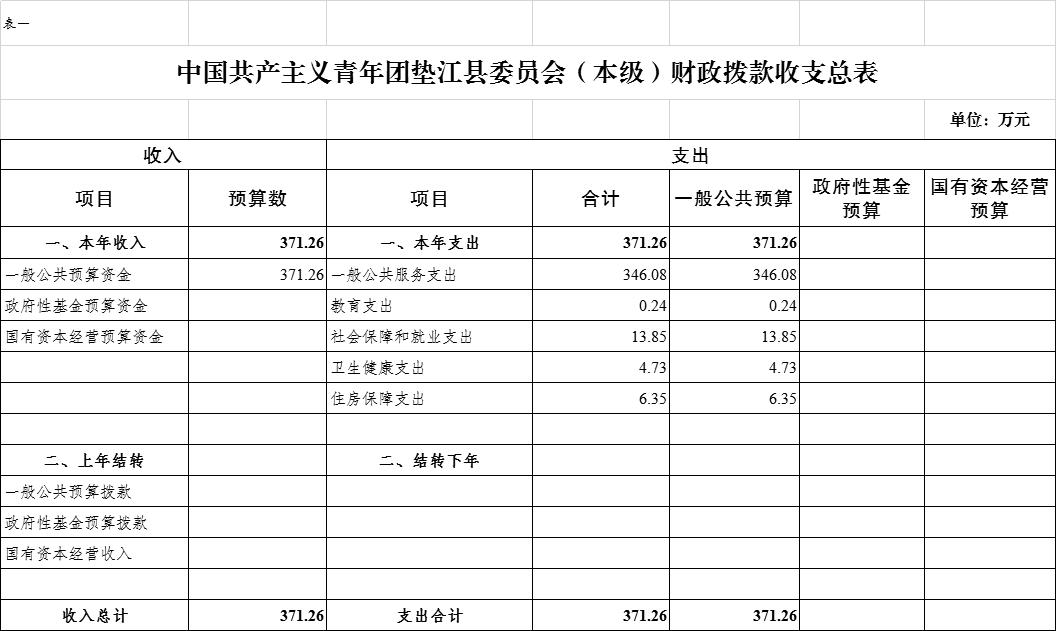 表一
中国共产主义青年团垫江县委员会（本级）财政拨款收支总表
单位：万元
收入 支出
项目 预算数 项目 合计 一般公共预算 政府性基金预算 国有资本经营预算
一、本年收入 371.26 一、本年支出 371.26 371.26
一般公共预算资金 371.26 一般公共服务支出 346.08 346.08
政府性基金预算资金 教育支出 0.24 0.24
国有资本经营预算资金 社会保障和就业支出 13.85 13.85
卫生健康支出 4.73 4.73
住房保障支出 6.35 6.35
二、上年结转 二、结转下年
一般公共预算拨款
政府性基金预算拨款
国有资本经营收入
收入总计 371.26 支出合计 371.26 371.26